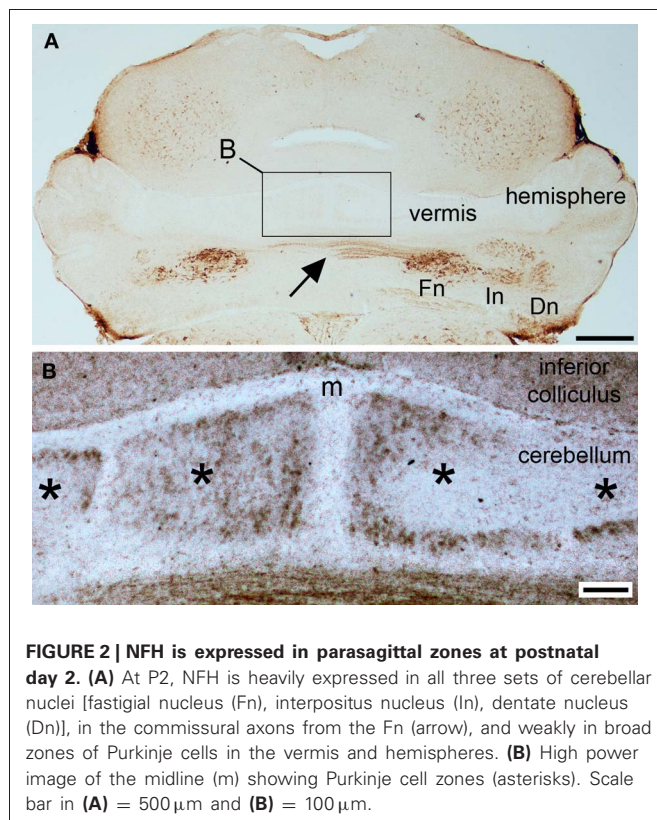 A
B
hemisphere
vermis
Fn
In
Dn
B
m
inferior
colliculus
cerebellum
* * * *
FIGURE 2 | NFH is expressed in parasagittal zones at postnatal
day 2. (A) At P2, NFH is heavily expressed in all three sets of cerebellar
nuclei [fastigial nucleus (Fn), interpositus nucleus (In), dentate nucleus
(Dn)], in the commissural axons from the Fn (arrow), and weakly in broad
zones of Purkinje cells in the vermis and hemispheres. (B) High power
image of the midline (m) showing Purkinje cell zones (asterisks). Scale
bar in (A) = 500 μm and (B) = 100 μm.